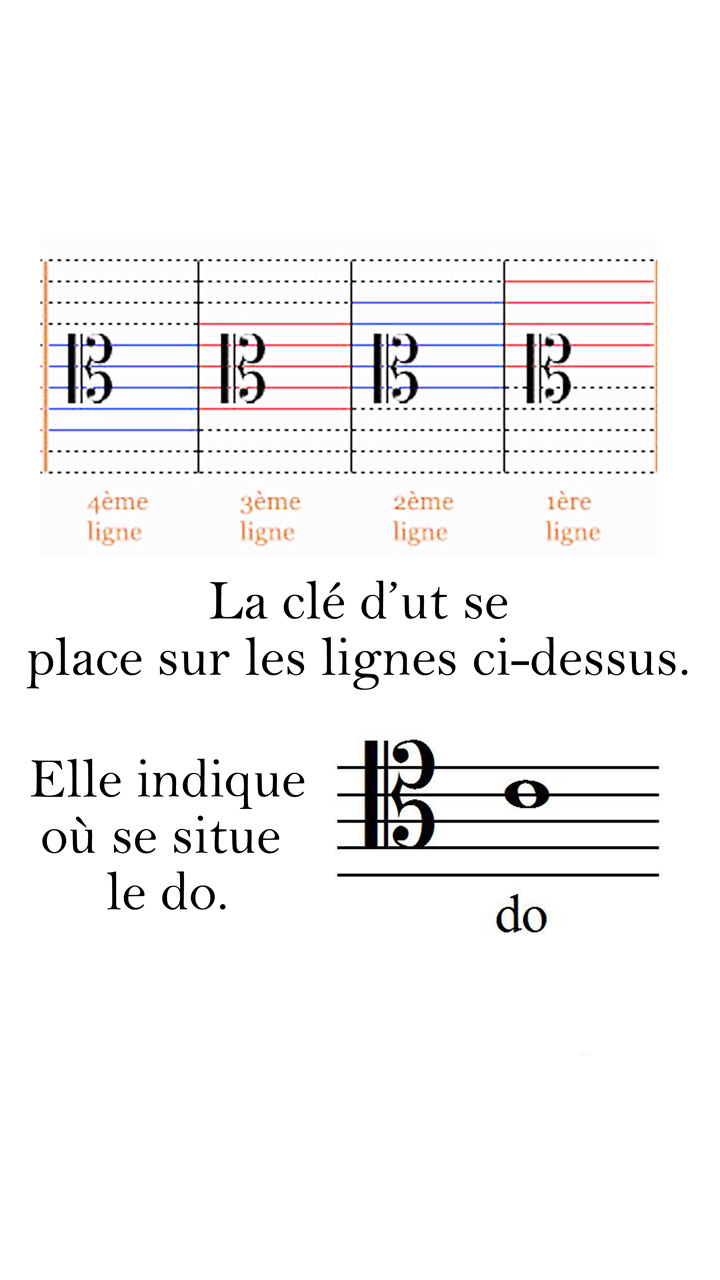 4ème ligne
3ème ligne
2ème ligne
1ère ligne
La clé d’ut se
place sur les lignes ci-dessus.
Elle indique
où se situe
le do.
do